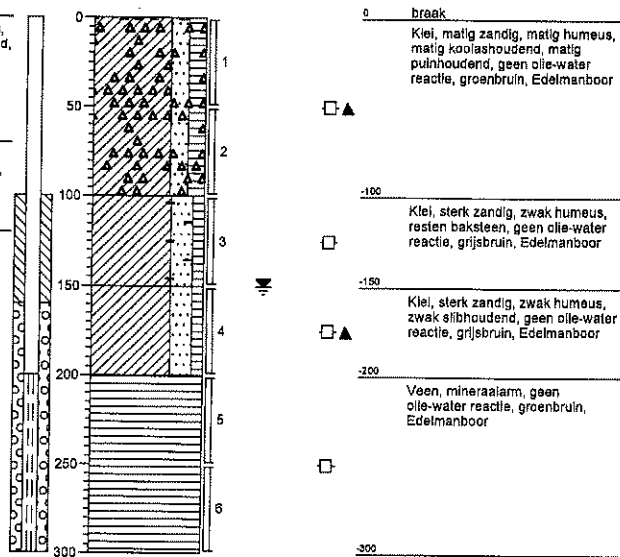 0
50
100
150
200
250
300
1
2
3
4
5
6
0 braak
Klei, matig zandig, matig humeus,
matig koolashoudend, matig
puinhoudend, geen olie-water
reactie, groenbruin, Edelmanboor
-100
Klei, sterk zandig, zwak humeus,
resten baksteen, geen olie-water
reactie, grijsbruin, Edelmanboor
-150
Klei, sterk zandig, zwak humeus,
zwak slibhoudend, geen olie-water
reactie, grijsbruin, Edelmanboor
-200
Veen, mineraalarm, geen
olie-water reactie, groenbruin,
Edelmanboor
-300